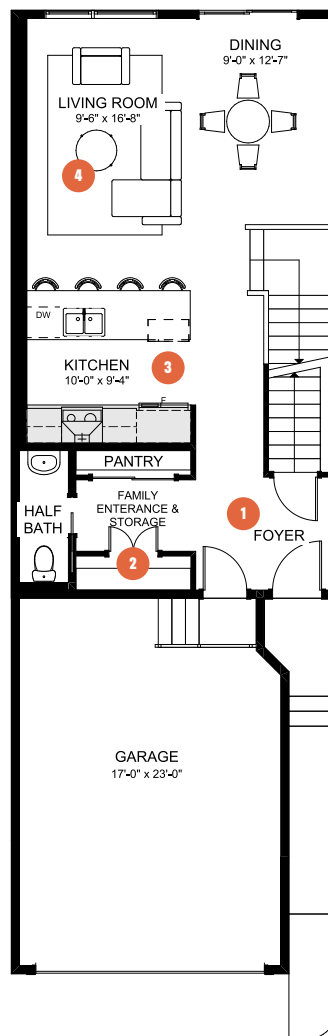 DINING
9'-0" x 12'-7"
LIVING ROOM
9'-6" x 16'-8"
4
DW
KITCHEN
10'-0" x 9'-4"
3
F
PANTRY
FAMILY
ENTERANCE &
STORAGE
HALF
BATH
1
FOYER
2
GARAGE
17'-0" x 23'-0"